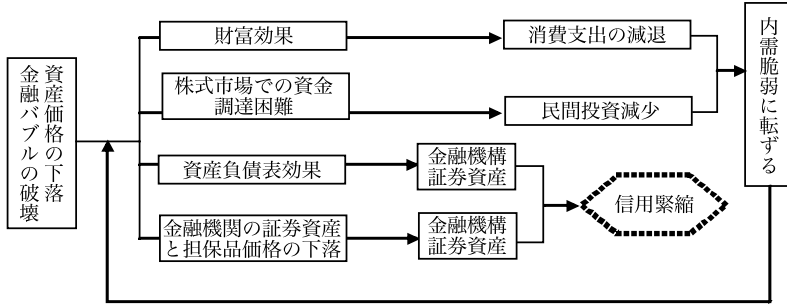 資産価格の下落
金融バブルの破壊
財富効果
消費支出の減退
株式市場での資金
調達困難
民間投資減少
内需脆弱に転ずる
資産負債表効果
金融機構
証券資産
金融機関の証券資産
と担保品価格の下落
金融機構
証券資産
信用緊縮